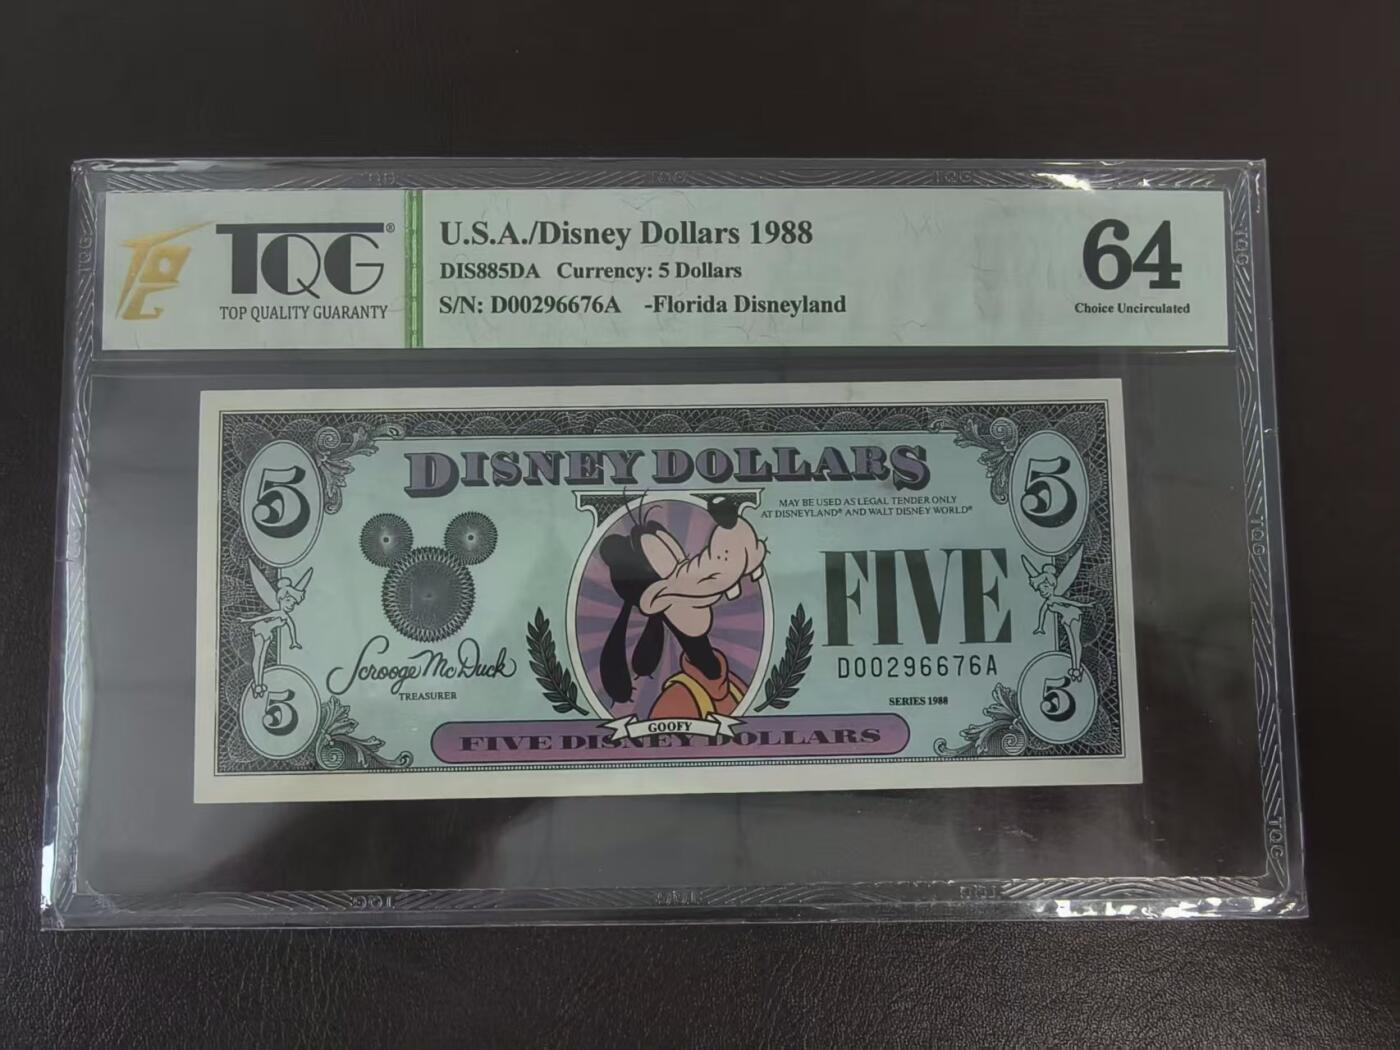 TQG®
TOP QUALITY GUARANTY
U.S.A./Disney Dollars 1988
DIS885DA Currency: 5 Dollars
S/N: D00296676A -Florida Disneyland
64
Choice Uncirculated
5
DISNEY DOLLARS
5
MAY BE USED AS LEGAL TENDER ONLY
AT DISNEYLAND® AND WALT DISNEY WORLD®
FIVE
Scrooge McDuck
TREASURER
D00296676A
SERIES 1988
5
GOOFY
5
FIVE DISNEY DOLLARS